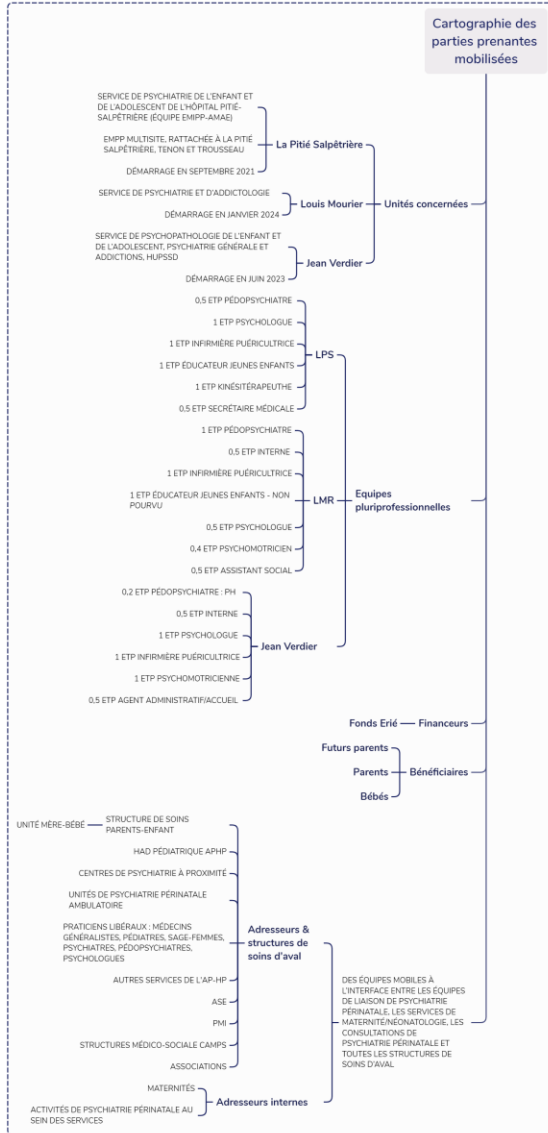 Cartographie des
parties prenantes
mobilisées
SERVICE DE PSYCHIATRIE DE L'ENFANT ET
DE L'ADOLESCENT DE L'HÔPITAL PITIÉ-
SALPÊTRIÈRE (ÉQUIPE EMIPP-AMAE)
EMPP MULTISITE, RATTACHÉE À LA PITIÉ
SALPÊTRIÈRE, TENON ET TROUSSEAU
DÉMARRAGE EN SEPTEMBRE 2021
La Pitié Salpêtrière
SERVICE DE PSYCHIATRIE ET D'ADDICTOLOGIE
DÉMARRAGE EN JANVIER 2024
Louis Mourier
Unités concernées
SERVICE DE PSYCHOPATHOLOGIE DE L'ENFANT ET
DE L'ADOLESCENT, PSYCHIATRIE GÉNÉRALE ET
ADDICTIONS, HUPSSD
DÉMARRAGE EN JUIN 2023
Jean Verdier
0,5 ETP PÉDOPSYCHIATRE
1 ETP PSYCHOLOGUE
1 ETP INFIRMIÈRE PUÉRICULTRICE
1 ETP ÉDUCATEUR JEUNES ENFANTS
1 ETP KINÉSITÉRAPEUTHE
0,5 ETP SECRÉTAIRE MÉDICALE
LPS
1 ETP PÉDOPSYCHIATRE
0,5 ETP INTERNE
1 ETP INFIRMIÈRE PUÉRICULTRICE
1 ETP ÉDUCATEUR JEUNES ENFANTS - NON
POURVU
0,5 ETP PSYCHOLOGUE
0,4 ETP PSYCHOMOTRICIEN
0,5 ETP ASSISTANT SOCIAL
LMR
Equipes
pluriprofessionnelles
0,2 ETP PÉDOPSYCHIATRE : PH
0,5 ETP INTERNE
1 ETP PSYCHOLOGUE
1 ETP INFIRMIÈRE PUÉRICULTRICE
1 ETP PSYCHOMOTRICIENNE
0,5 ETP AGENT ADMINISTRATIF/ACCUEIL
Jean Verdier
Fonds Erié
Financeurs
Futurs parents
Parents
Bébés
Bénéficiaires
UNITÉ MÈRE-BÉBÉ
STRUCTURE DE SOINS
PARENTS-ENFANT
HAD PÉDIATRIQUE APHP
CENTRES DE PSYCHIATRIE À PROXIMITÉ
UNITÉS DE PSYCHIATRIE PÉRINATALE
AMBULATOIRE
PRATICIENS LIBÉRAUX : MÉDECINS
GÉNÉRALISTES, PÉDIATRES, SAGE-FEMMES,
PSYCHIATRES, PÉDOPSYCHIATRES,
PSYCHOLOGUES
AUTRES SERVICES DE L'AP-HP
ASE
PMI
STRUCTURES MÉDICO-SOCIALE CAMPS
ASSOCIATIONS
Adresseurs &
structures de
soins d'aval
MATERNITÉS
ACTIVITÉS DE PSYCHIATRIE PÉRINATALE AU
SEIN DES SERVICES
Adresseurs internes
DES ÉQUIPES MOBILES À
L'INTERFACE ENTRE LES ÉQUIPES
DE LIAISON DE PSYCHIATRIE
PÉRINATALE, LES SERVICES DE
MATERNITÉ/NÉONATOLOGIE, LES
CONSULTATIONS DE
PSYCHIATRIE PÉRINATALE ET
TOUTES LES STRUCTURES DE
SOINS D'AVAL